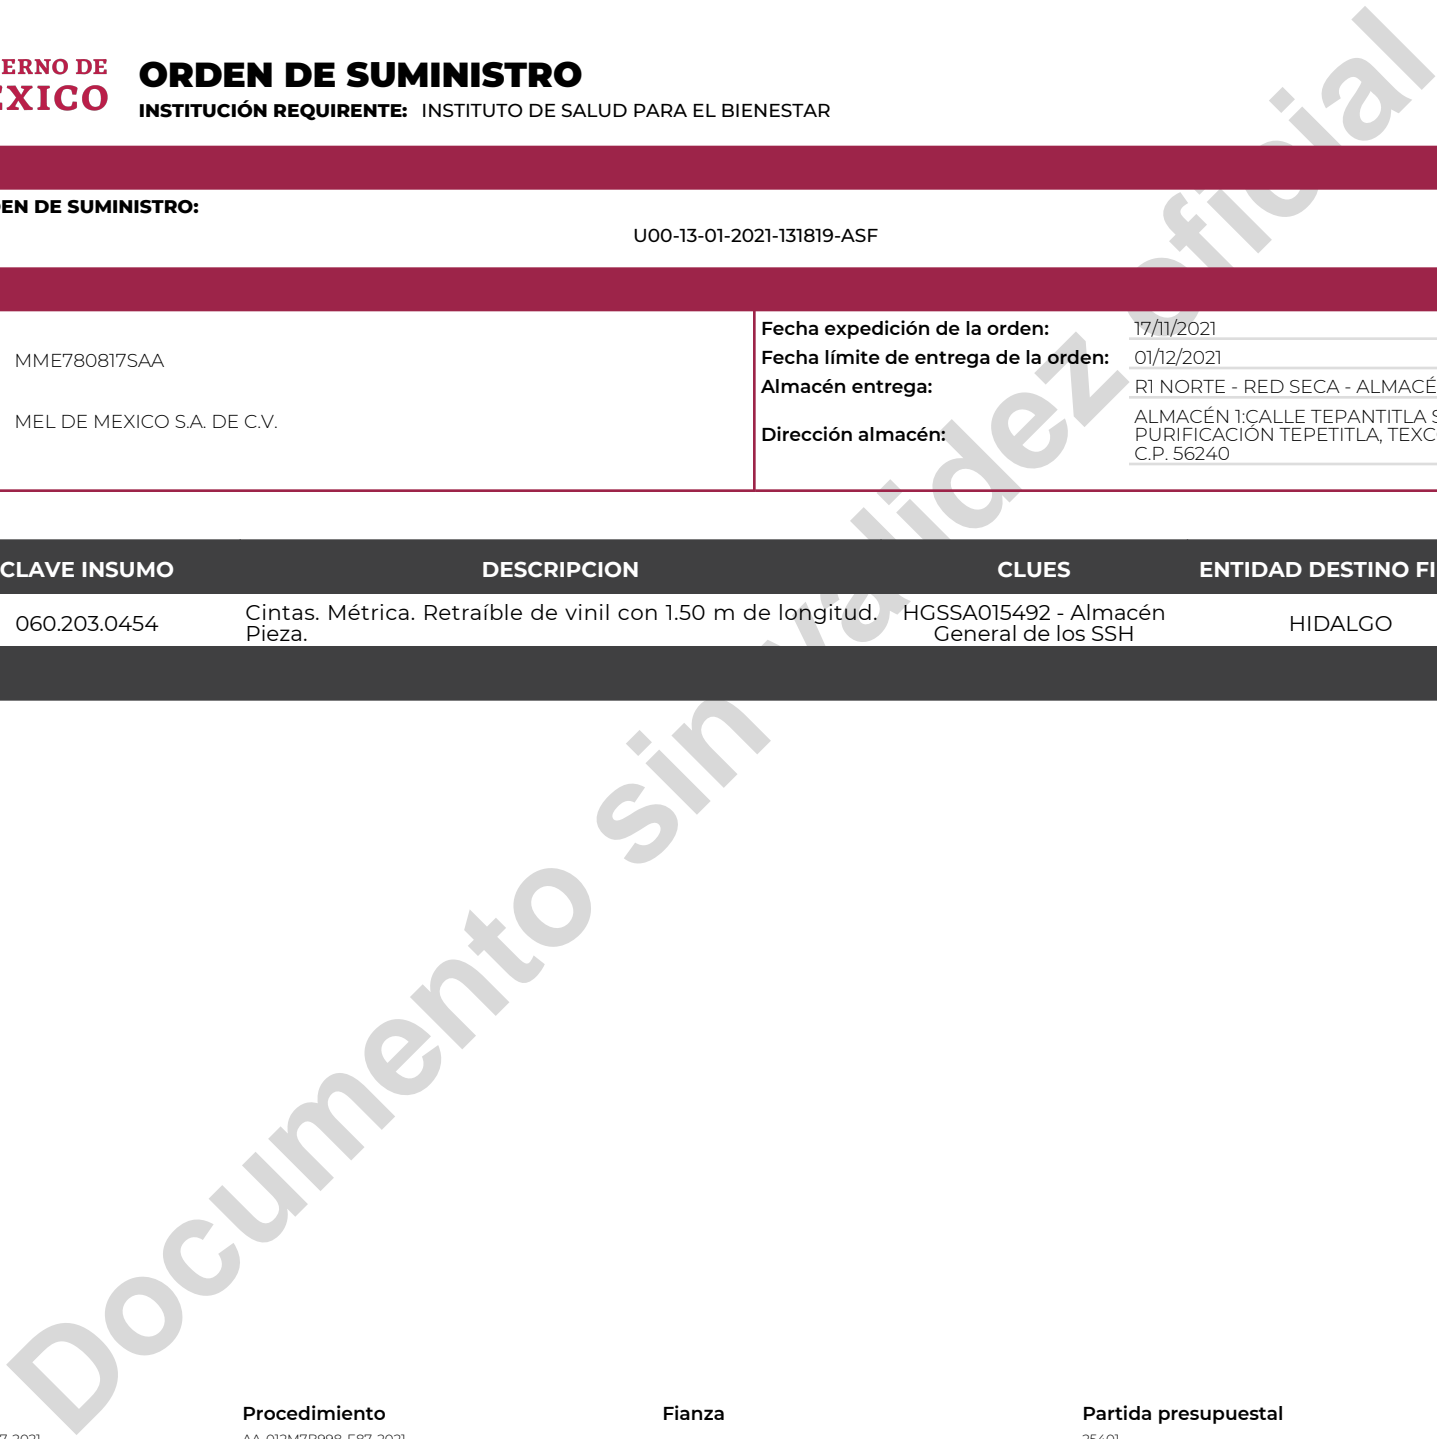 ERNO DE
EXICO
ORDEN DE SUMINISTRO
INSTITUCIÓN REQUIRENTE: INSTITUTO DE SALUD PARA EL BIENESTAR
EN DE SUMINISTRO:
U00-13-01-2021-131819-ASF
MME780817SAA
MEL DE MEXICO S.A. DE C.V.
Fecha expedición de la orden: 17/11/2021
Fecha límite de entrega de la orden: 01/12/2021
Almacén entrega: R1 NORTE - RED SECA - ALMACÉ
Dirección almacén: ALMACÉN 1:CALLE TEPANTITLA S
PURIFICACIÓN TEPETITLA, TEXC
C.P. 56240
CLAVE INSUMO DESCRIPCION CLUES ENTIDAD DESTINO FI
060.203.0454 Cintas. Métrica. Retraíble de vinil con 1.50 m de longitud. HGSSA015492 - Almacén HIDALGO
Pieza. General de los SSH
Documento sin validez oficial
Procedimiento Fianza Partida presupuestal